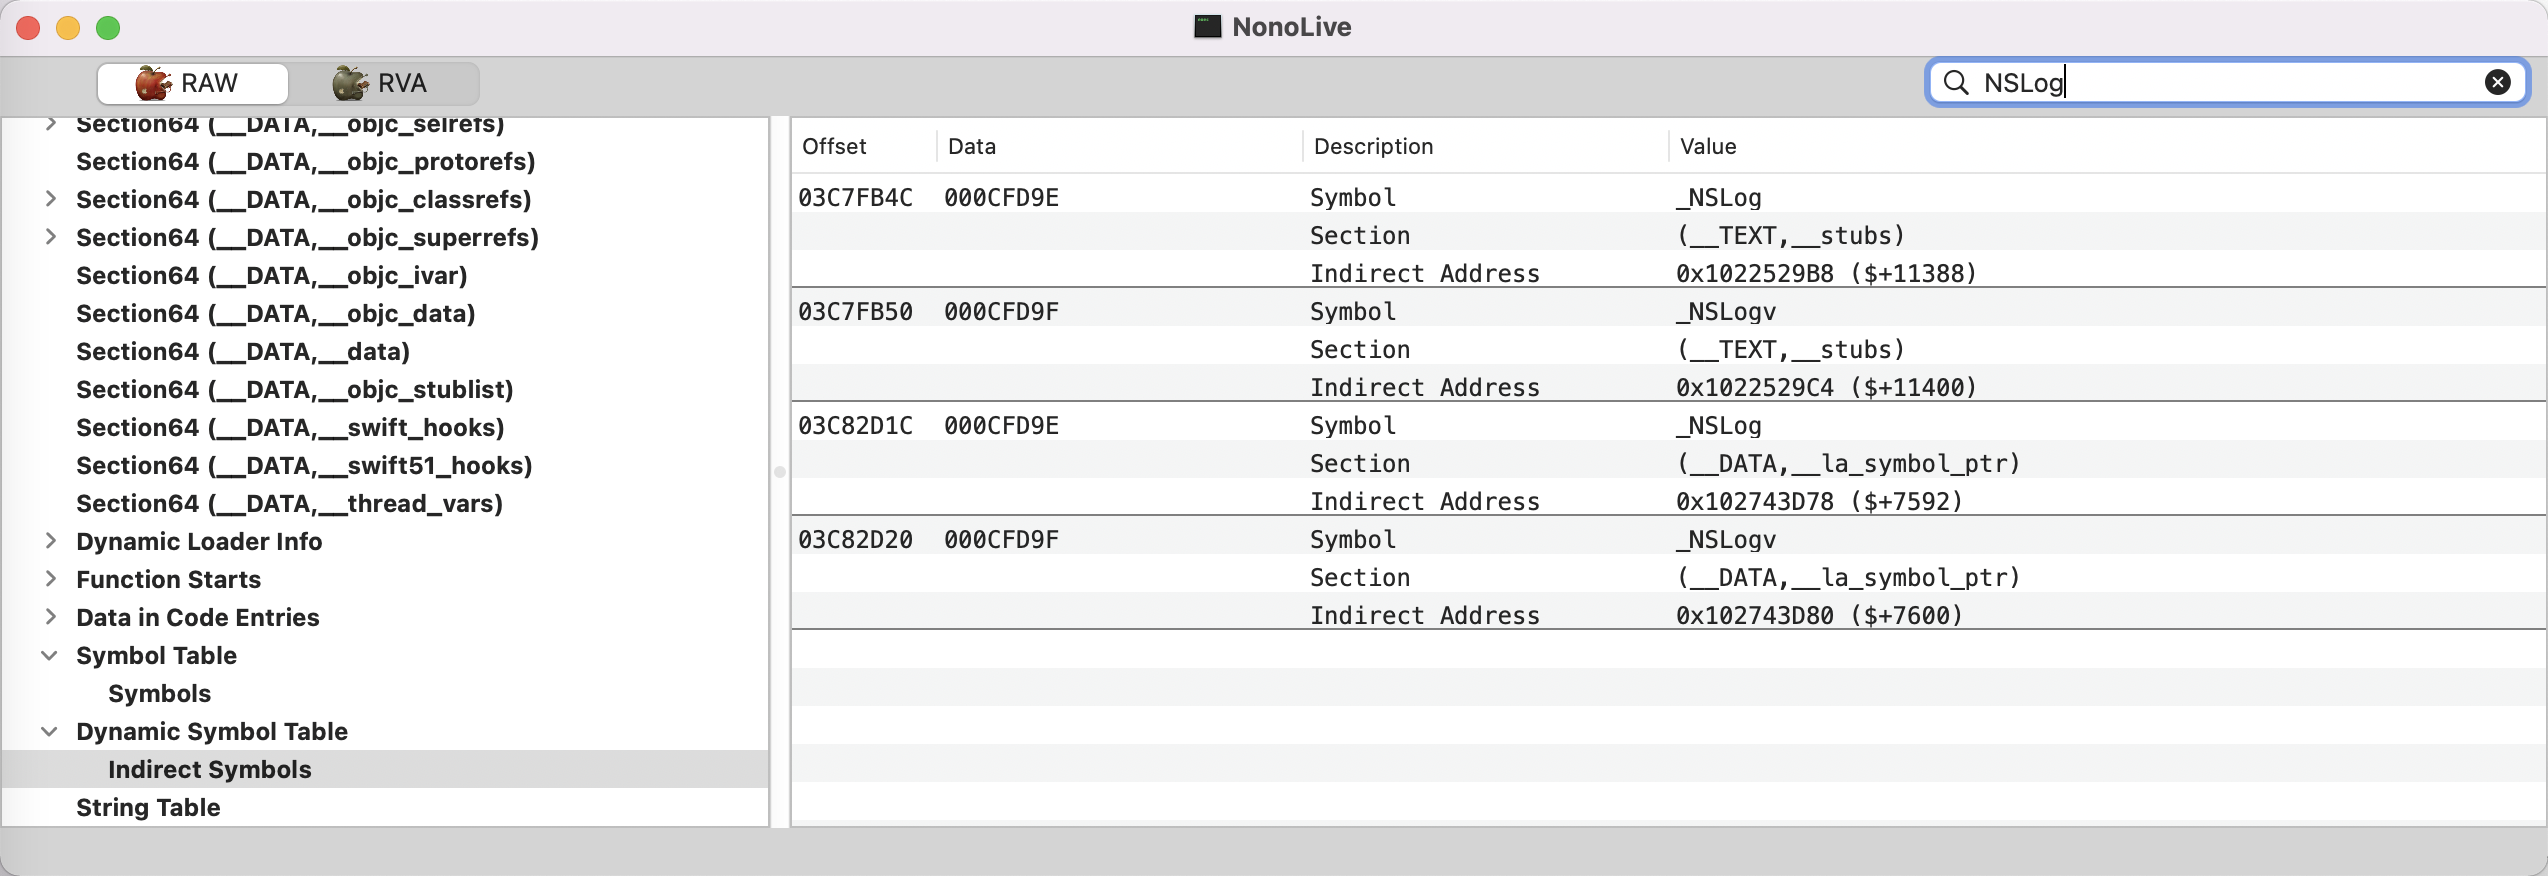 NonoLive
RAW RVA NSLog
Section64 (__DATA,__objc_selrefs)
Section64 (__DATA,__objc_protorefs)
Section64 (__DATA,__objc_classrefs)
Section64 (__DATA,__objc_superrefs)
Section64 (__DATA,__objc_ivar)
Section64 (__DATA,__objc_data)
Section64 (__DATA,__data)
Section64 (__DATA,__objc_stublist)
Section64 (__DATA,__swift_hooks)
Section64 (__DATA,__swift51_hooks)
Section64 (__DATA,__thread_vars)
Dynamic Loader Info
Function Starts
Data in Code Entries
Symbol Table
Symbols
Dynamic Symbol Table
Indirect Symbols
String Table
Offset Data Description Value
03C7FB4C 000CFD9E Symbol _NSLog
Section (__TEXT,__stubs)
Indirect Address 0x1022529B8 ($+11388)
03C7FB50 000CFD9F Symbol _NSLogv
Section (__TEXT,__stubs)
Indirect Address 0x1022529C4 ($+11400)
03C82D1C 000CFD9E Symbol _NSLog
Section (__DATA,__la_symbol_ptr)
Indirect Address 0x102743D78 ($+7592)
03C82D20 000CFD9F Symbol _NSLogv
Section (__DATA,__la_symbol_ptr)
Indirect Address 0x102743D80 ($+7600)